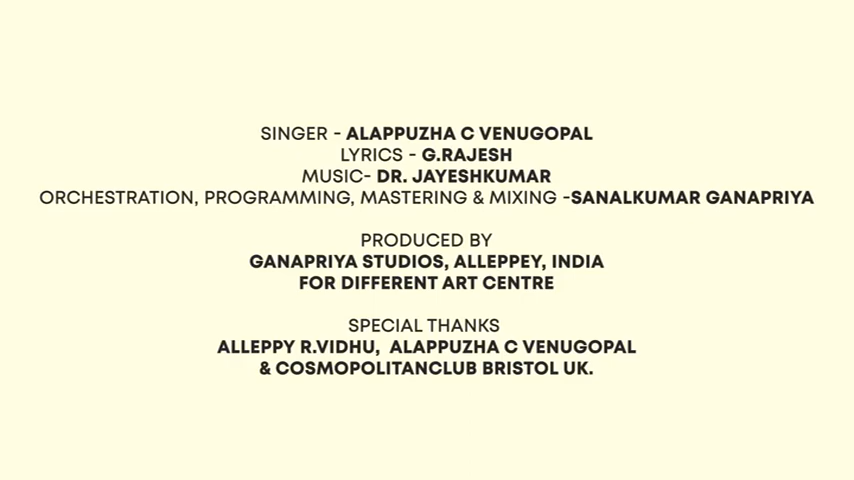 SINGER - ALAPPUZHA C VENUGOPAL
LYRICS - G.RAJESH
MUSIC- DR. JAYESHKUMAR
ORCHESTRATION, PROGRAMMING, MASTERING & MIXING -SANALKUMAR GANAPRIYA
PRODUCED BY
GANAPRIYA STUDIOS, ALLEPPEY, INDIA
FOR DIFFERENT ART CENTRE
SPECIAL THANKS
ALLEPPY R.VIDHU,  ALAPPUZHA C VENUGOPAL
& COSMOPOLITANCLUB BRISTOL UK.